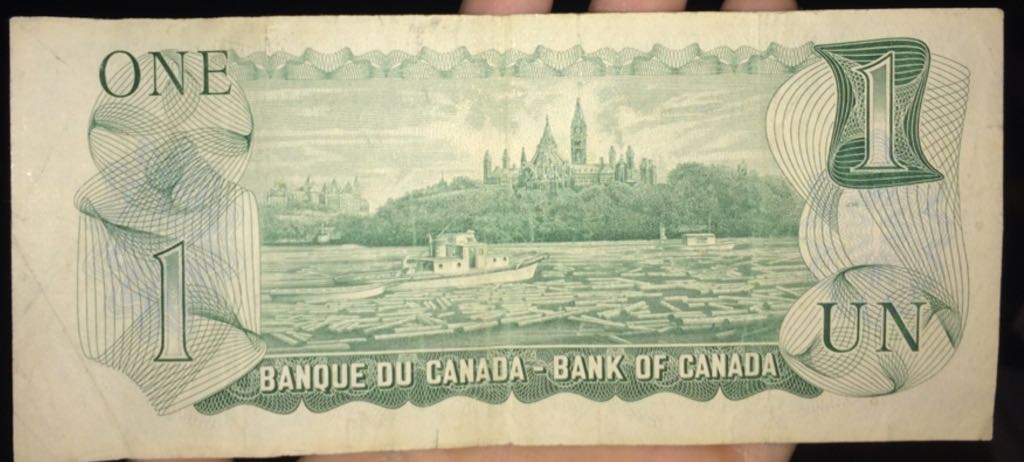 ONE
1
1
UN
BANQUE DU CANADA - BANK OF CANADA